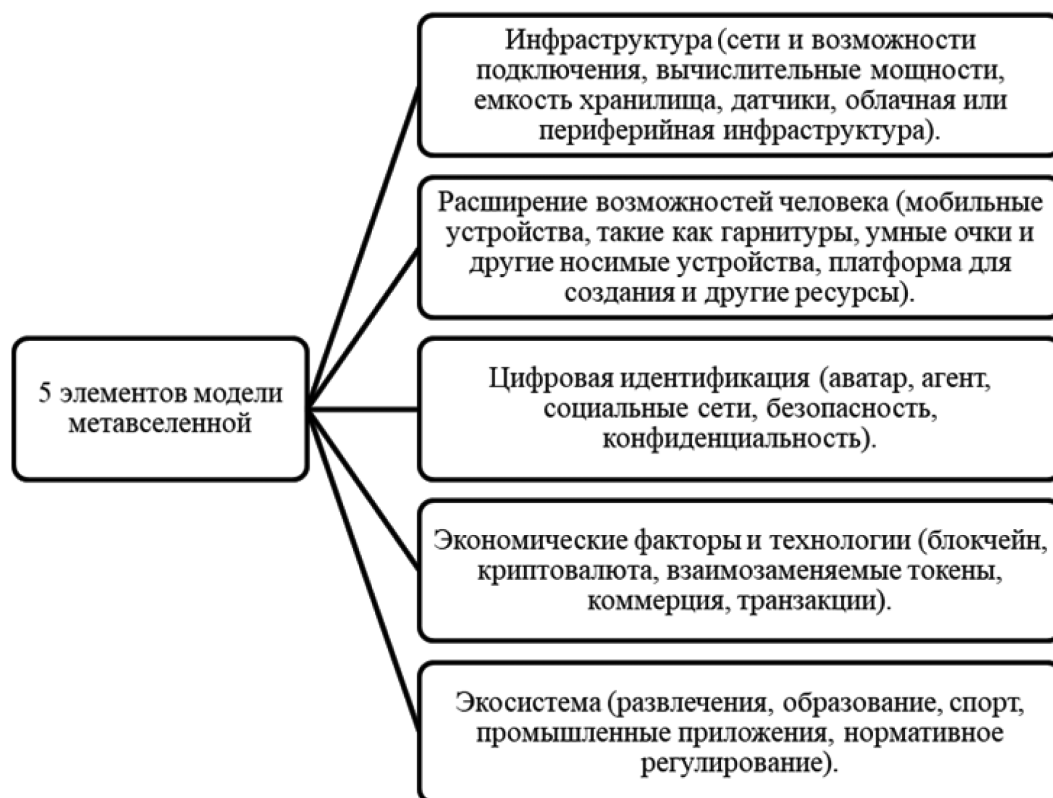 Инфраструктура (сети и возможности
подключения, вычислительные мощности,
емкость хранилища, датчики, облачная или
периферийная инфраструктура).
Расширение возможностей человека (мобильные
устройства, такие как гарнитуры, умные очки и
другие носимые устройства, платформа для
создания и другие ресурсы).
5 элементов модели
метавселенной
Цифровая идентификация (аватар, агент,
социальные сети, безопасность,
конфиденциальность).
Экономические факторы и технологии (блокчейн,
криптовалюта, взаимозаменяемые токены,
коммерция, транзакции).
Экосистема (развлечения, образование, спорт,
промышленные приложения, нормативное
регулирование).